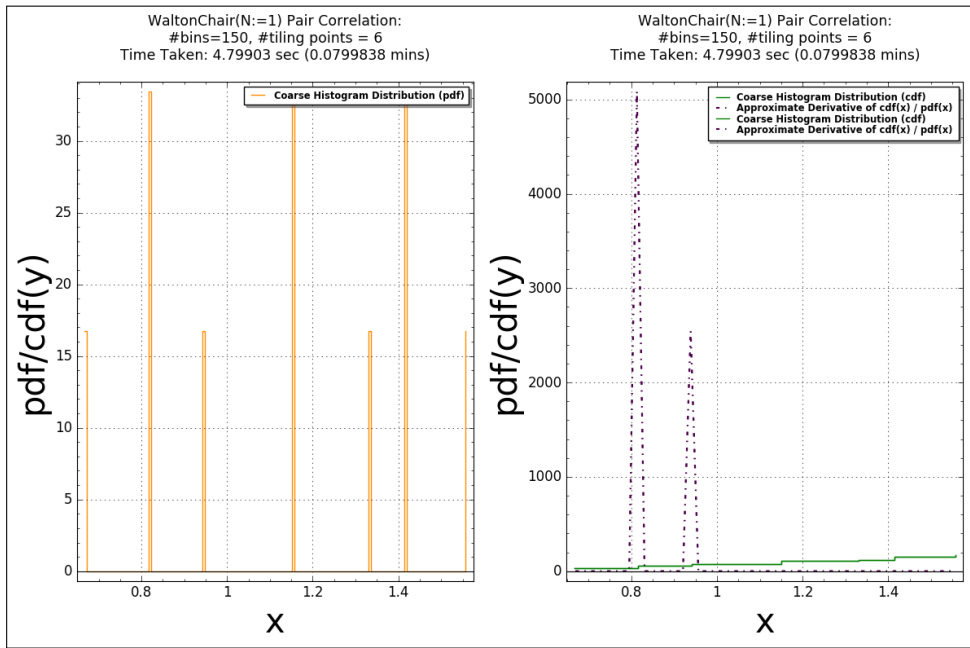 WaltonChair(N:=1) Pair Correlation:
#bins=150, #tiling points = 6
Time Taken: 4.79903 sec (0.0799838 mins)
Coarse Histogram Distribution (pdf)
30
25
20
15
10
5
0
pdf/cdf(y)
0.8
1
1.2
1.4
x
WaltonChair(N:=1) Pair Correlation:
#bins=150, #tiling points = 6
Time Taken: 4.79903 sec (0.0799838 mins)
Coarse Histogram Distribution (cdf)
Approximate Derivative of cdf(x) / pdf(x)
Coarse Histogram Distribution (cdf)
Approximate Derivative of cdf(x) / pdf(x)
5000
4000
3000
2000
1000
0
pdf/cdf(y)
0.8
1
1.2
1.4
x